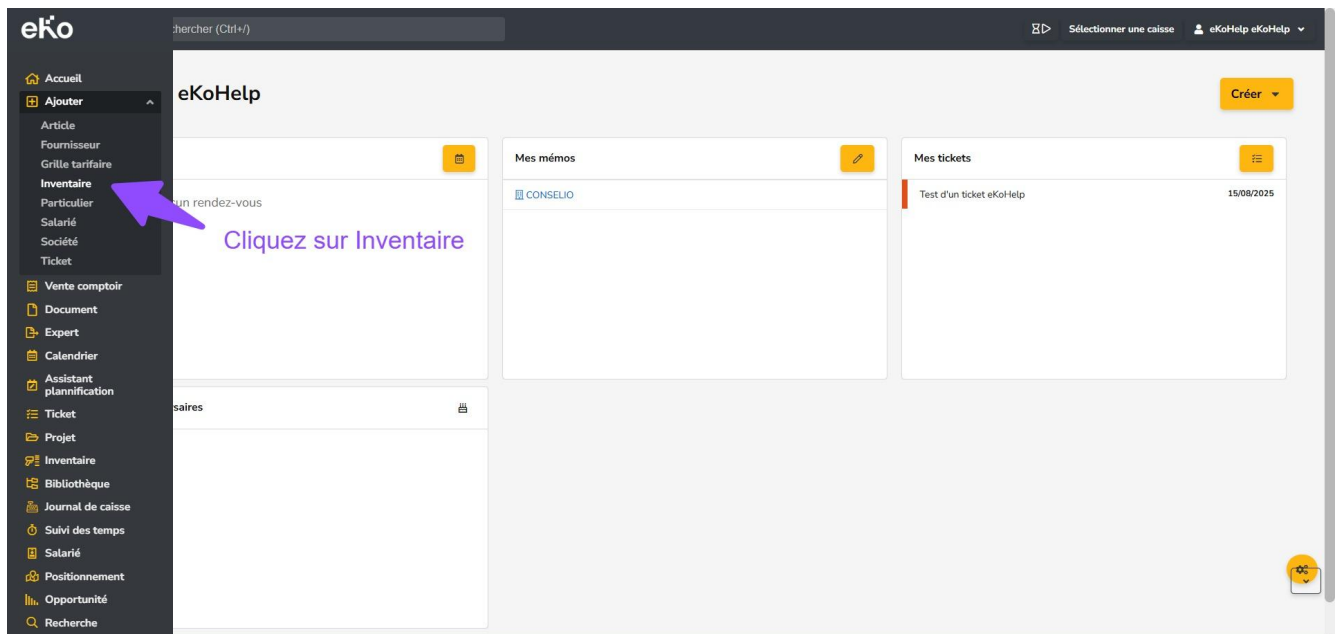 eko
chercher (Ctrl+/)
Sélectionner une caisse
eKoHelp eKoHelp
Accueil
Ajouter
Article
Fournisseur
Grille tarifaire
Inventaire
Particulier
Salarié
Société
Ticket
Vente comptoir
Document
Expert
Calendrier
Assistant
plannification
Ticket
Projet
Inventaire
Bibliothèque
Journal de caisse
Suivi des temps
Salarié
Positionnement
Opportunité
Recherche
eKoHelp
Créer
un rendez-vous
Cliquez sur Inventaire
Mes mémos
CONSELIO
Mes tickets
Test d'un ticket eKoHelp
15/08/2025
saires